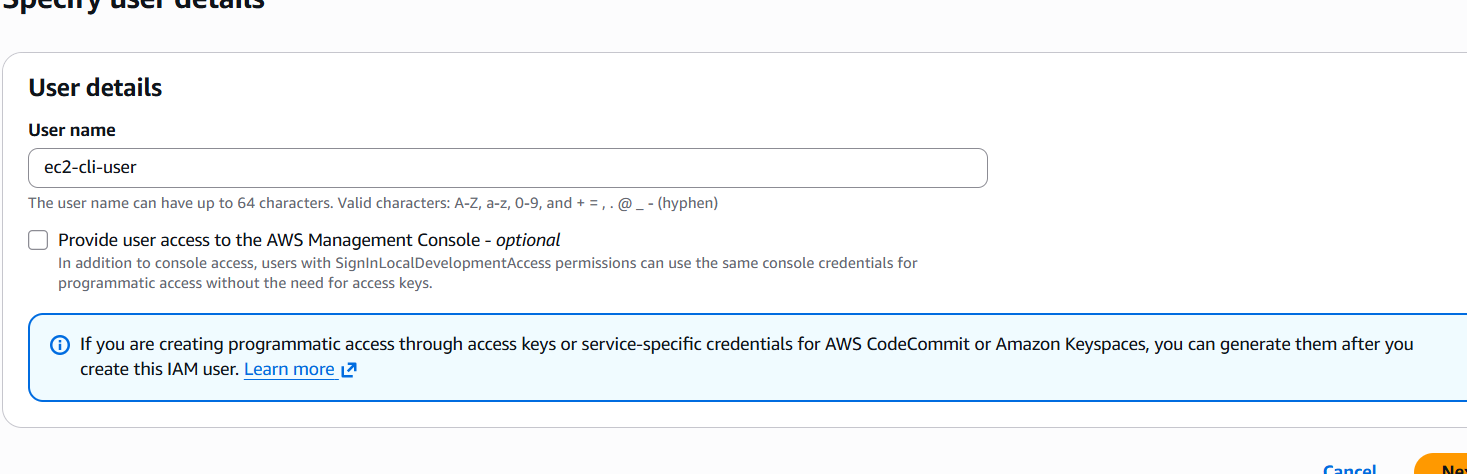 Specify user details
User details
User name
ec2-cli-user
The user name can have up to 64 characters. Valid characters: A-Z, a-z, 0-9, and + = , . @ _ - (hyphen)
Provide user access to the AWS Management Console - optional
In addition to console access, users with SignInLocalDevelopmentAccess permissions can use the same console credentials for
programmatic access without the need for access keys.
If you are creating programmatic access through access keys or service-specific credentials for AWS CodeCommit or Amazon Keyspaces, you can generate them after you
create this IAM user. Learn more
Cancel